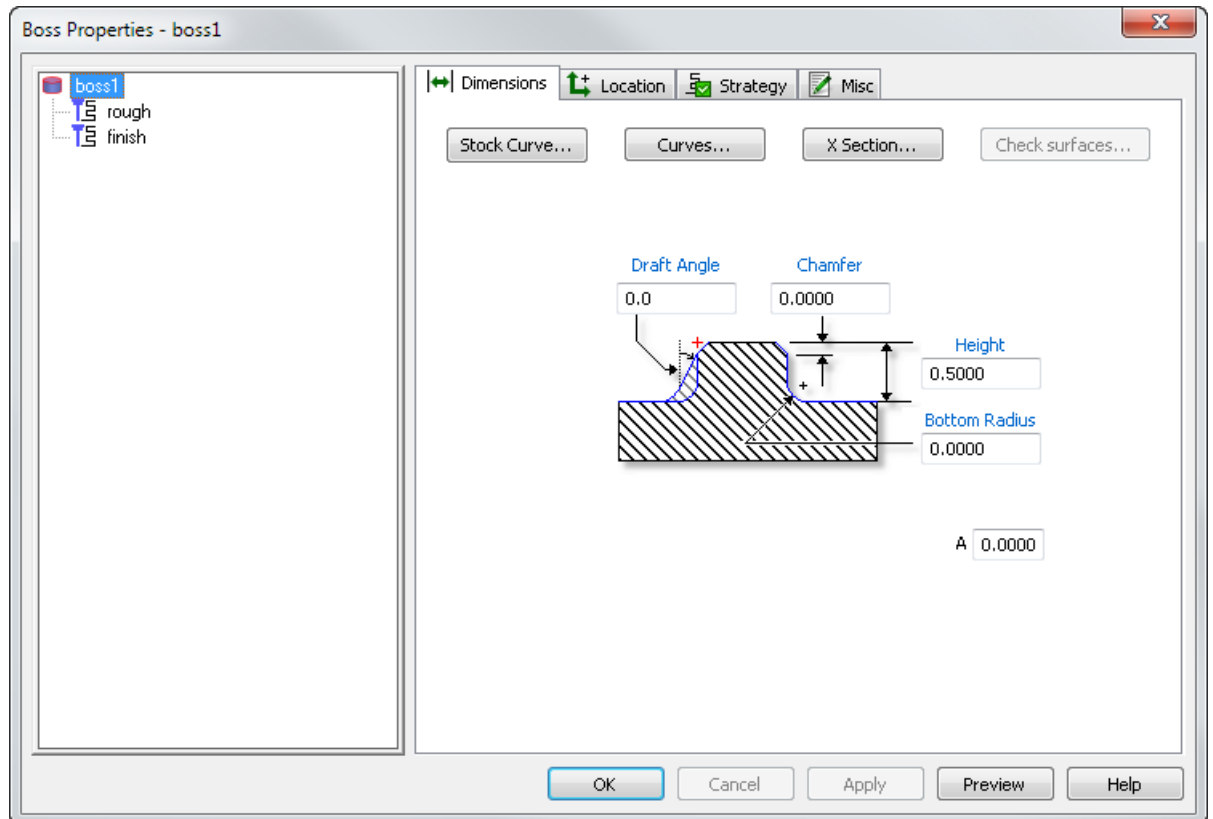 Boss Properties - boss1
boss1
rough
finish
Dimensions Location Strategy Misc
Stock Curve... Curves... X Section... Check surfaces...
Draft Angle Chamfer
0.0 0.0000
Height
0.5000
Bottom Radius
0.0000
A 0.0000
OK Cancel Apply Preview Help